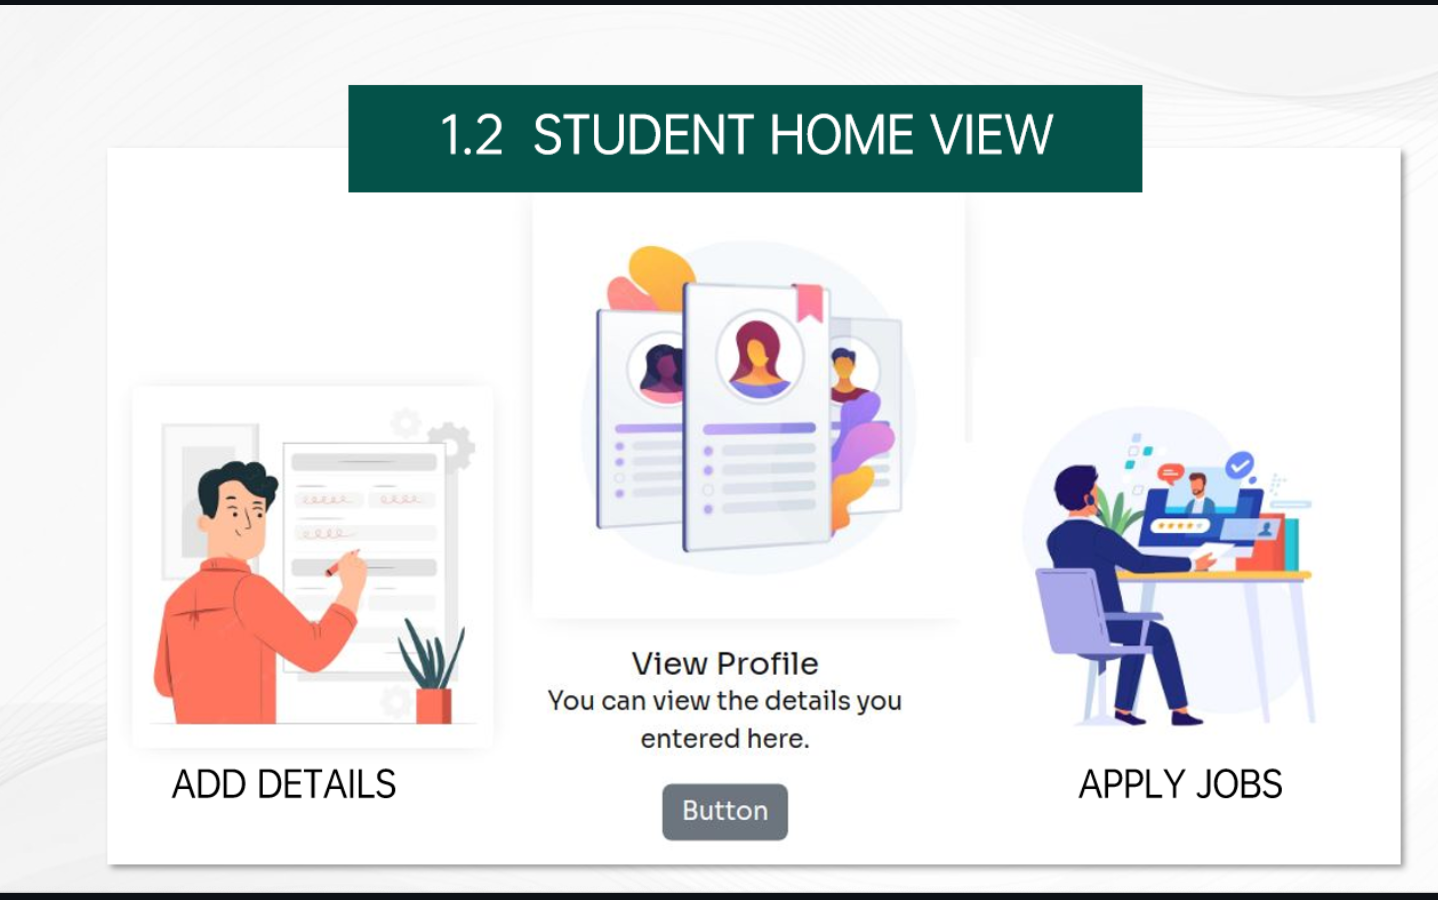 1.2 STUDENT HOME VIEW
View Profile
You can view the details you
entered here.
Button
ADD DETAILS
APPLY JOBS